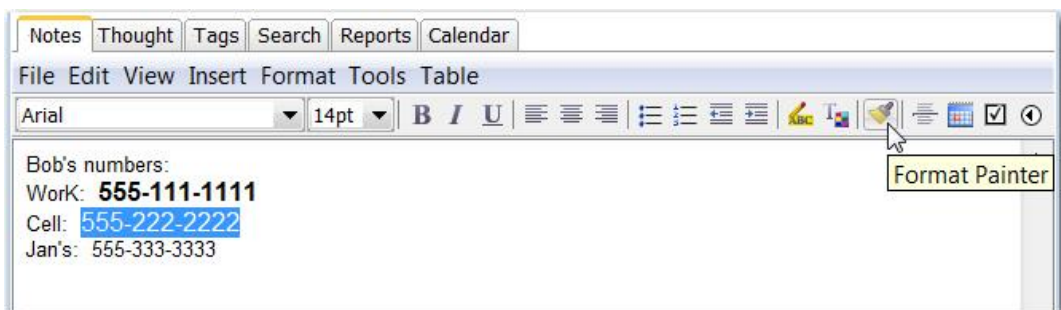 Notes Thought Tags Search Reports Calendar
File Edit View Insert Format Tools Table
Arial 14pt B I U ABC T
Bob's numbers:
WorK: 555-111-1111
Cell: 555-222-2222
Jan's: 555-333-3333
Format Painter